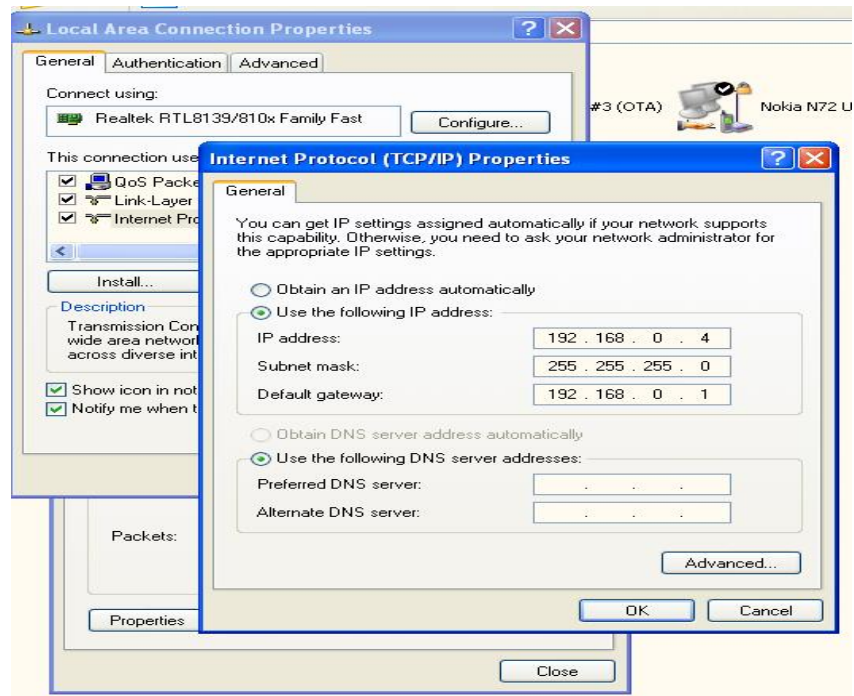 Local Area Connection Properties
General Authentication Advanced
Connect using:
Realtek RTL8139/810x Family Fast
Configure...
#3 (OTA)
Nokia N72 U
This connection use
QoS Packe
Link-Layer
Internet Pro
Install...
Description
Transmission Con
wide area networ
across diverse int
Show icon in not
Notify me when t
Internet Protocol (TCP/IP) Properties
General
You can get IP settings assigned automatically if your network supports
this capability. Otherwise, you need to ask your network administrator for
the appropriate IP settings.
Obtain an IP address automatically
Use the following IP address:
IP address: 192 . 168 . 0 . 4
Subnet mask: 255 . 255 . 255 . 0
Default gateway: 192 . 168 . 0 . 1
Obtain DNS server address automatically
Use the following DNS server addresses:
Preferred DNS server: . . .
Alternate DNS server: . . .
Advanced...
OK Cancel
Packets:
Properties
Close